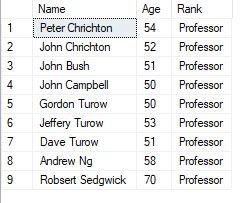 Name Age Rank
1 Peter Chrichton 54 Professor
2 John Chrichton 52 Professor
3 John Bush 51 Professor
4 John Campbell 50 Professor
5 Gordon Turow 50 Professor
6 Jeffery Turow 53 Professor
7 Dave Turow 51 Professor
8 Andrew Ng 58 Professor
9 Robsert Sedgwick 70 Professor